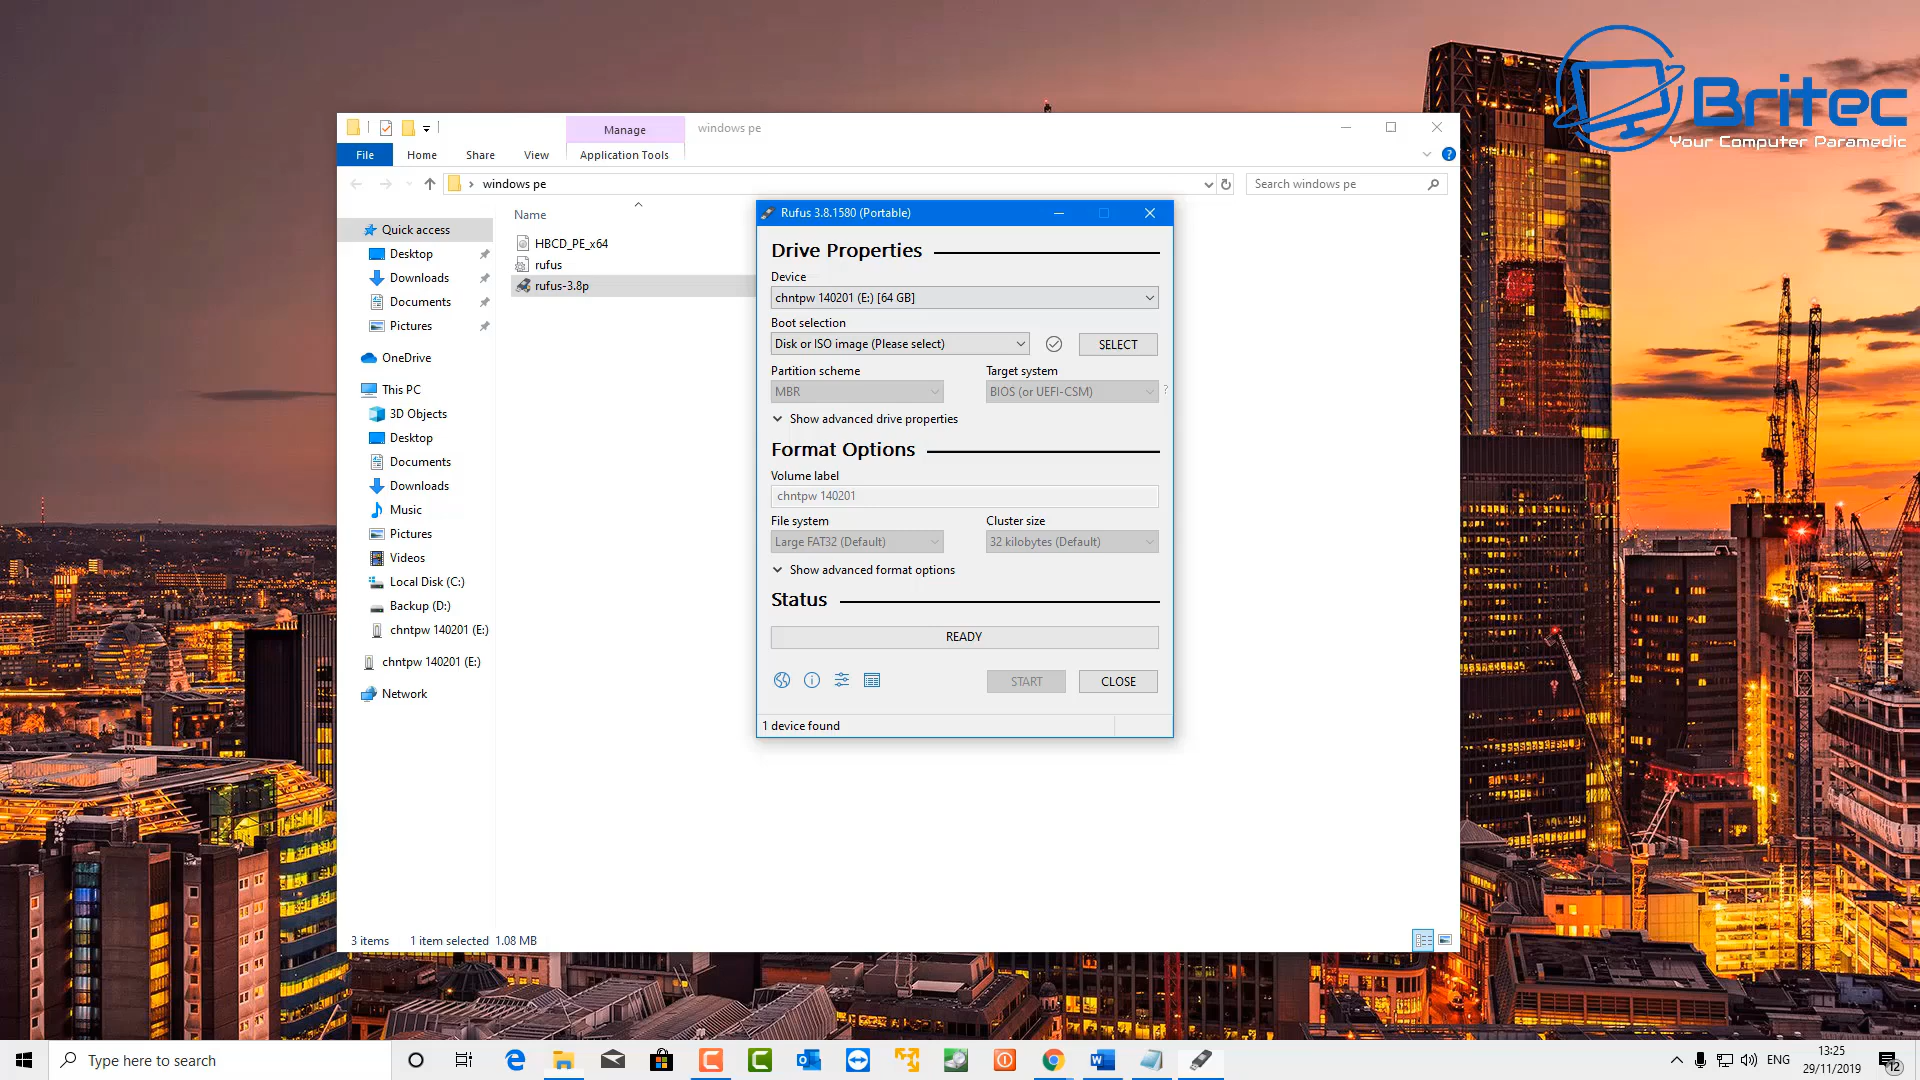 Britec
Your Computer Paramedic
Manage
windows pe
File
Home
Share
View
Application Tools
windows pe
Search windows pe
Quick access
Desktop
Downloads
Documents
Pictures
OneDrive
This PC
3D Objects
Desktop
Documents
Downloads
Music
Pictures
Videos
Local Disk (C:)
Backup (D:)
chntpw 140201 (E:)
chntpw 140201 (E:)
Network
Name
HBCD_PE_x64
rufus
rufus-3.8p
Rufus 3.8.1580 (Portable)
Drive Properties
Device
chntpw 140201 (E:) [64 GB]
Boot selection
Disk or ISO image (Please select)
SELECT
Partition scheme
Target system
MBR
BIOS (or UEFI-CSM)
?
Show advanced drive properties
Format Options
Volume label
chntpw 140201
File system
Cluster size
Large FAT32 (Default)
32 kilobytes (Default)
Show advanced format options
Status
READY
START
CLOSE
1 device found
3 items
1 item selected 1.08 MB
Type here to search
ENG
13:25
29/11/2019
12